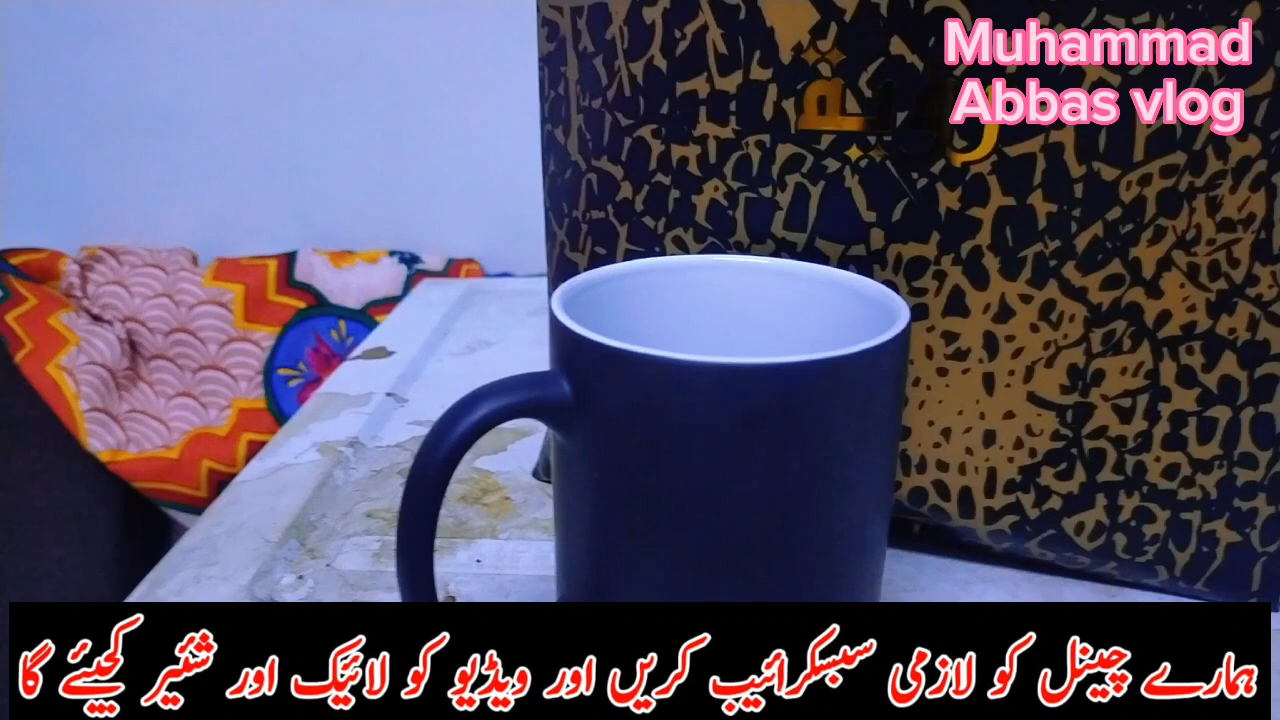 Muhammad
Abbas vlog
ہمارے چینل کو لازمی سبسکرائیب کریں اور ویڈیو کو لائیک اور شئیر کیجیئے گا